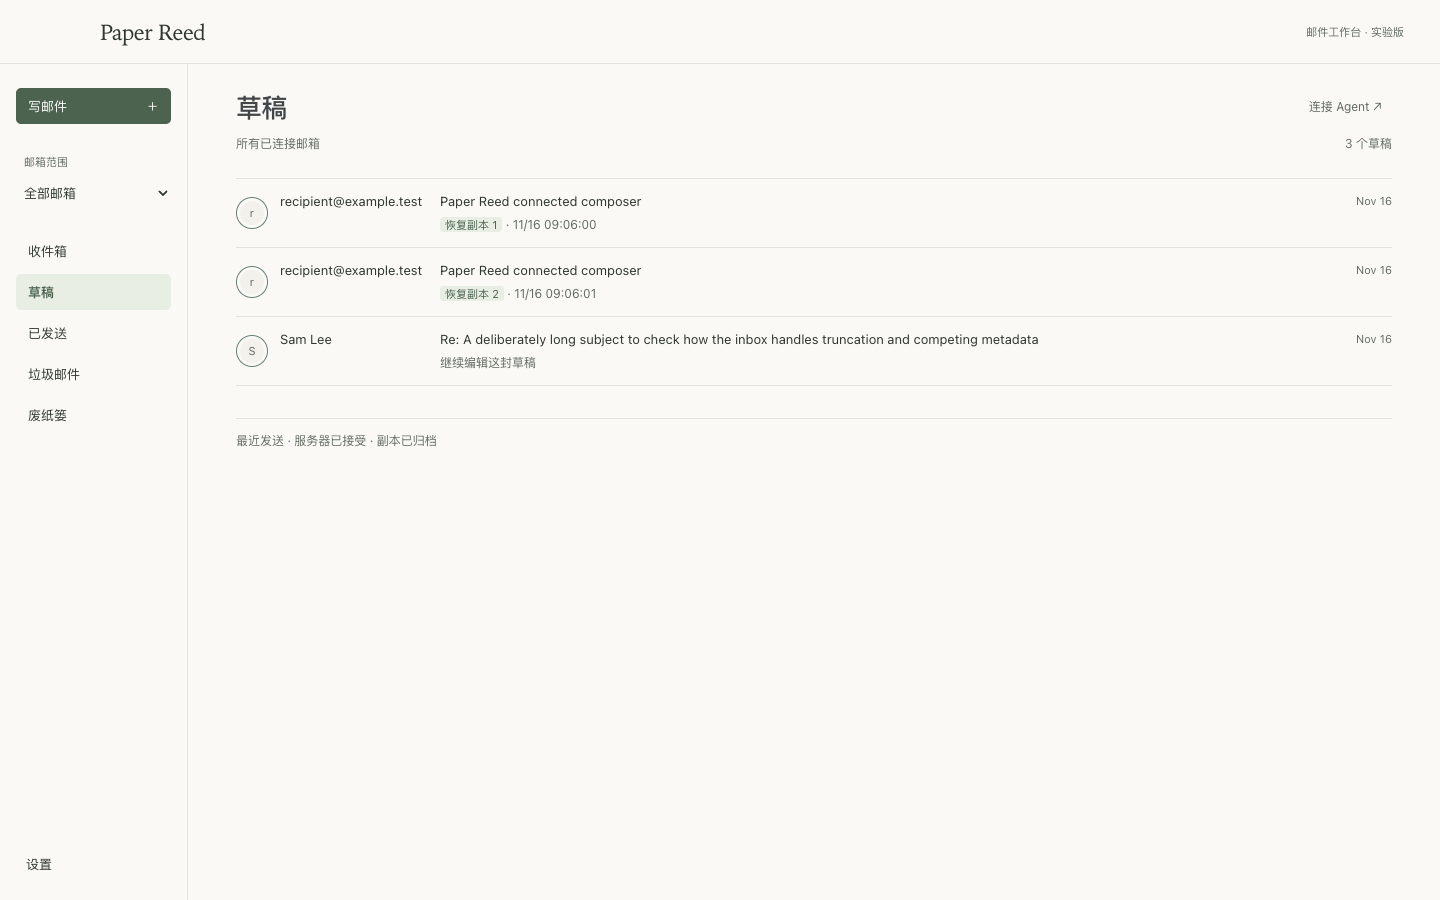 Paper Reed
邮件工作台 · 实验版
写邮件 +
邮箱范围
全部邮箱
收件箱
草稿
已发送
垃圾邮件
废纸篓
设置
草稿
连接 Agent ↗
所有已连接邮箱
3 个草稿
r
recipient@example.test
Paper Reed connected composer
Nov 16
恢复副本 1 · 11/16 09:06:00
r
recipient@example.test
Paper Reed connected composer
Nov 16
恢复副本 2 · 11/16 09:06:01
S
Sam Lee
Re: A deliberately long subject to check how the inbox handles truncation and competing metadata
Nov 16
继续编辑这封草稿
最近发送 · 服务器已接受 · 副本已归档